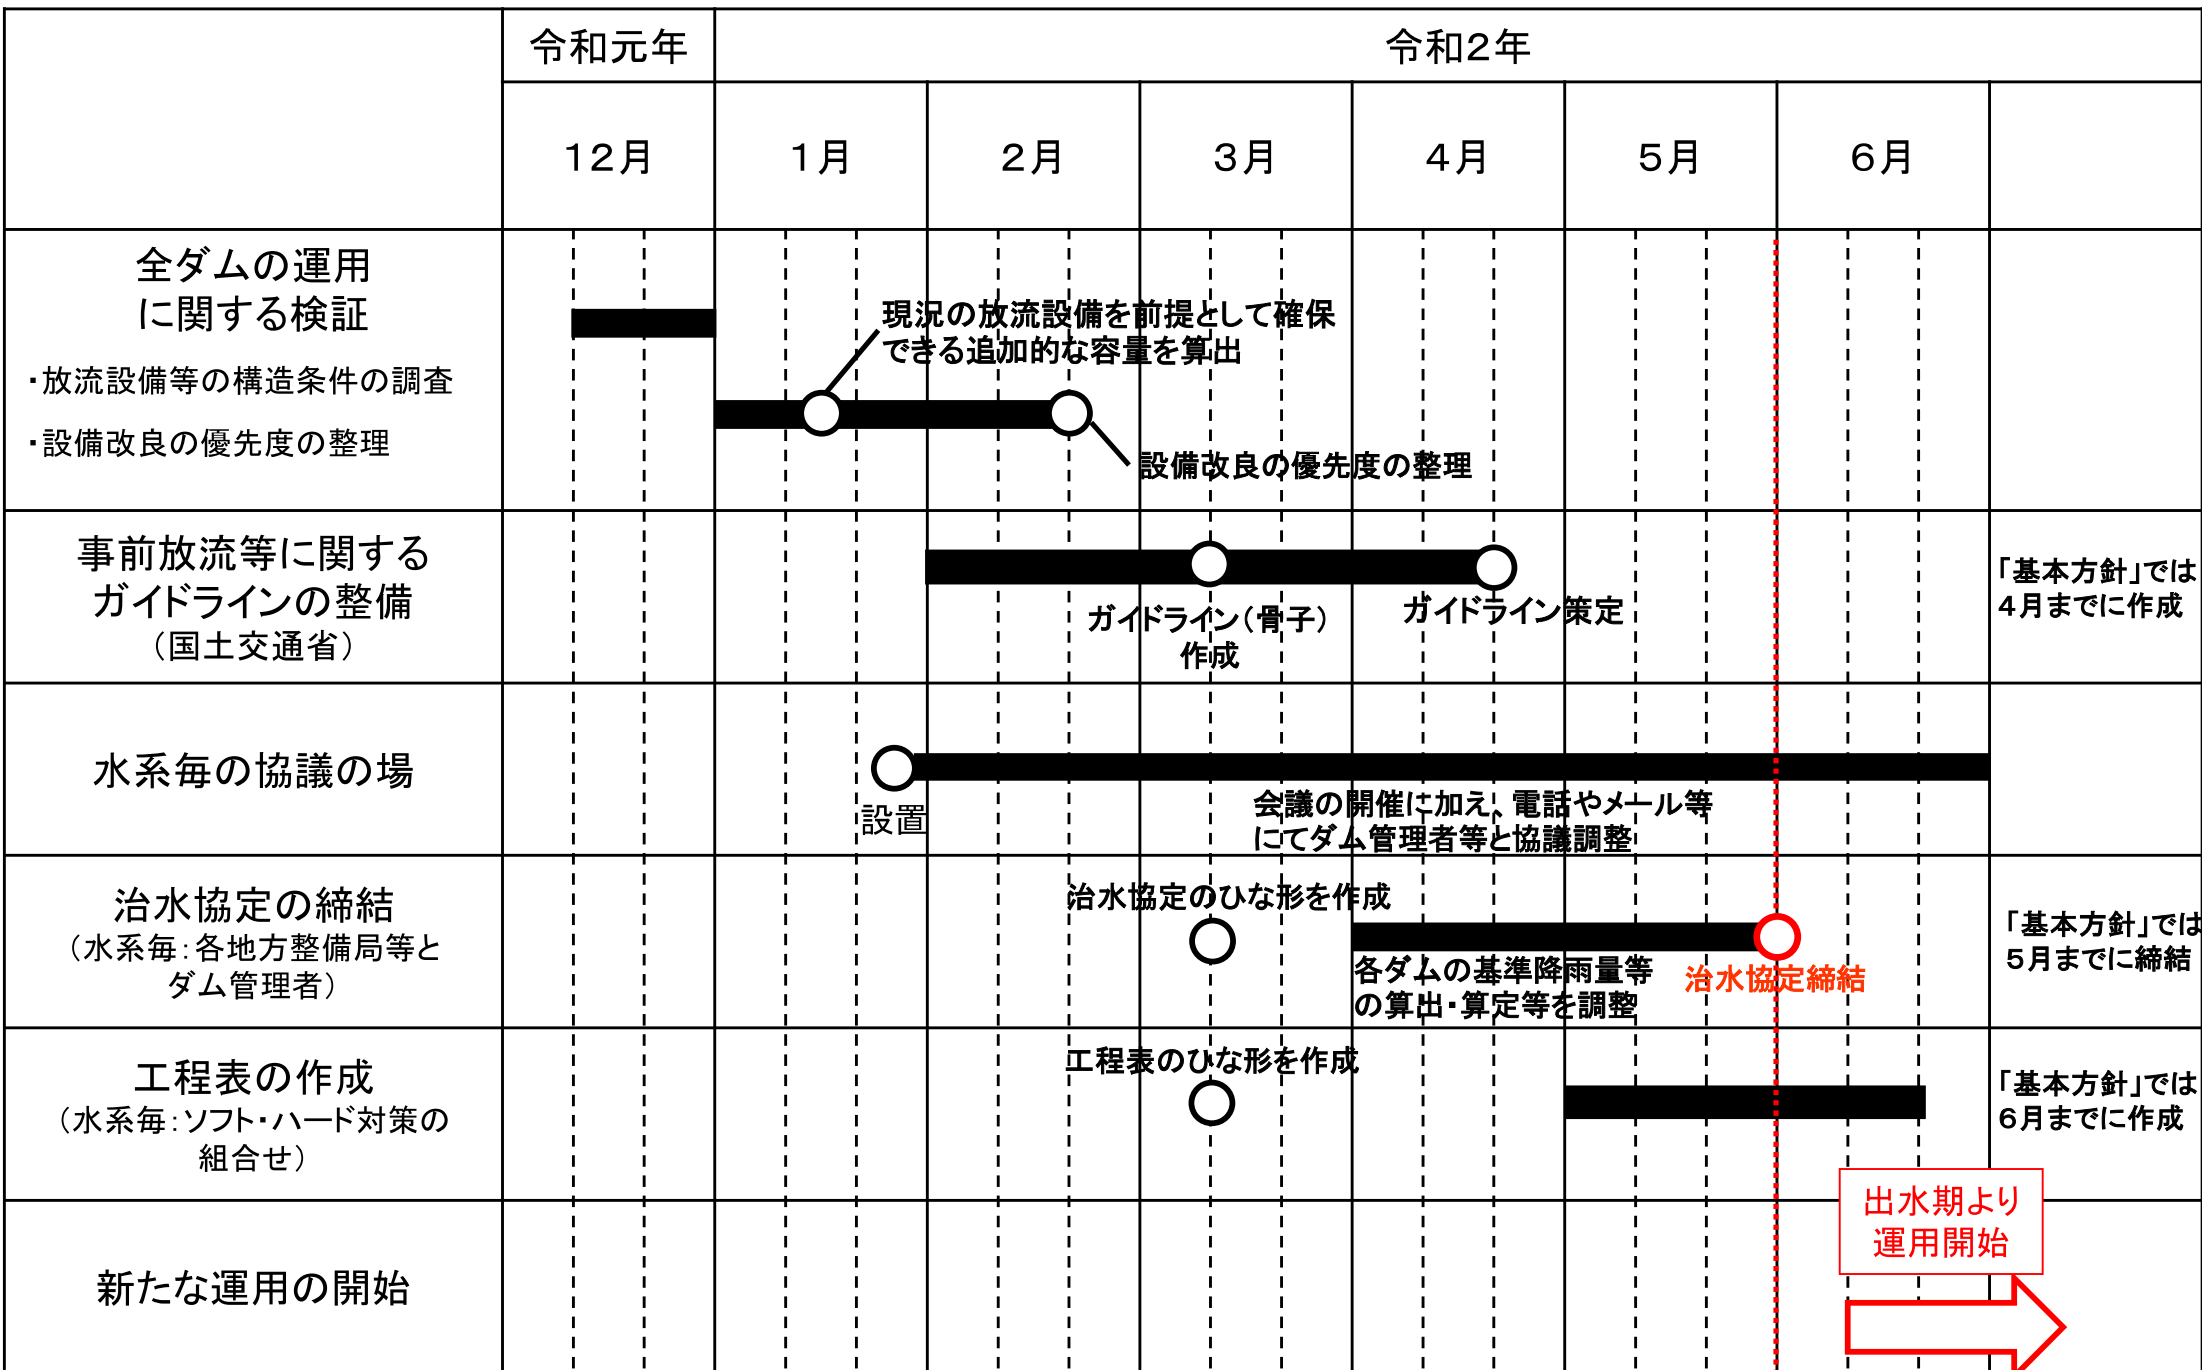 令和元年
令和2年
12月
1月
2月
3月
4月
5月
6月
全ダムの運用
に関する検証
・放流設備等の構造条件の調査
・設備改良の優先度の整理
現況の放流設備を前提として確保
できる追加的な容量を算出
設備改良の優先度の整理
事前放流等に関する
ガイドラインの整備
（国土交通省）
ガイドライン（骨子）
作成
ガイドライン策定
「基本方針」では
4月までに作成
水系毎の協議の場
設置
会議の開催に加え、電話やメール等
にてダム管理者等と協議調整
治水協定の締結
（水系毎：各地方整備局等と
ダム管理者）
治水協定のひな形を作成
各ダムの基準降雨量等
の算出・算定等を調整
治水協定締結
「基本方針」では
5月までに締結
工程表の作成
（水系毎：ソフト・ハード対策の
組合せ）
工程表のひな形を作成
「基本方針」では
6月までに作成
新たな運用の開始
出水期より
運用開始